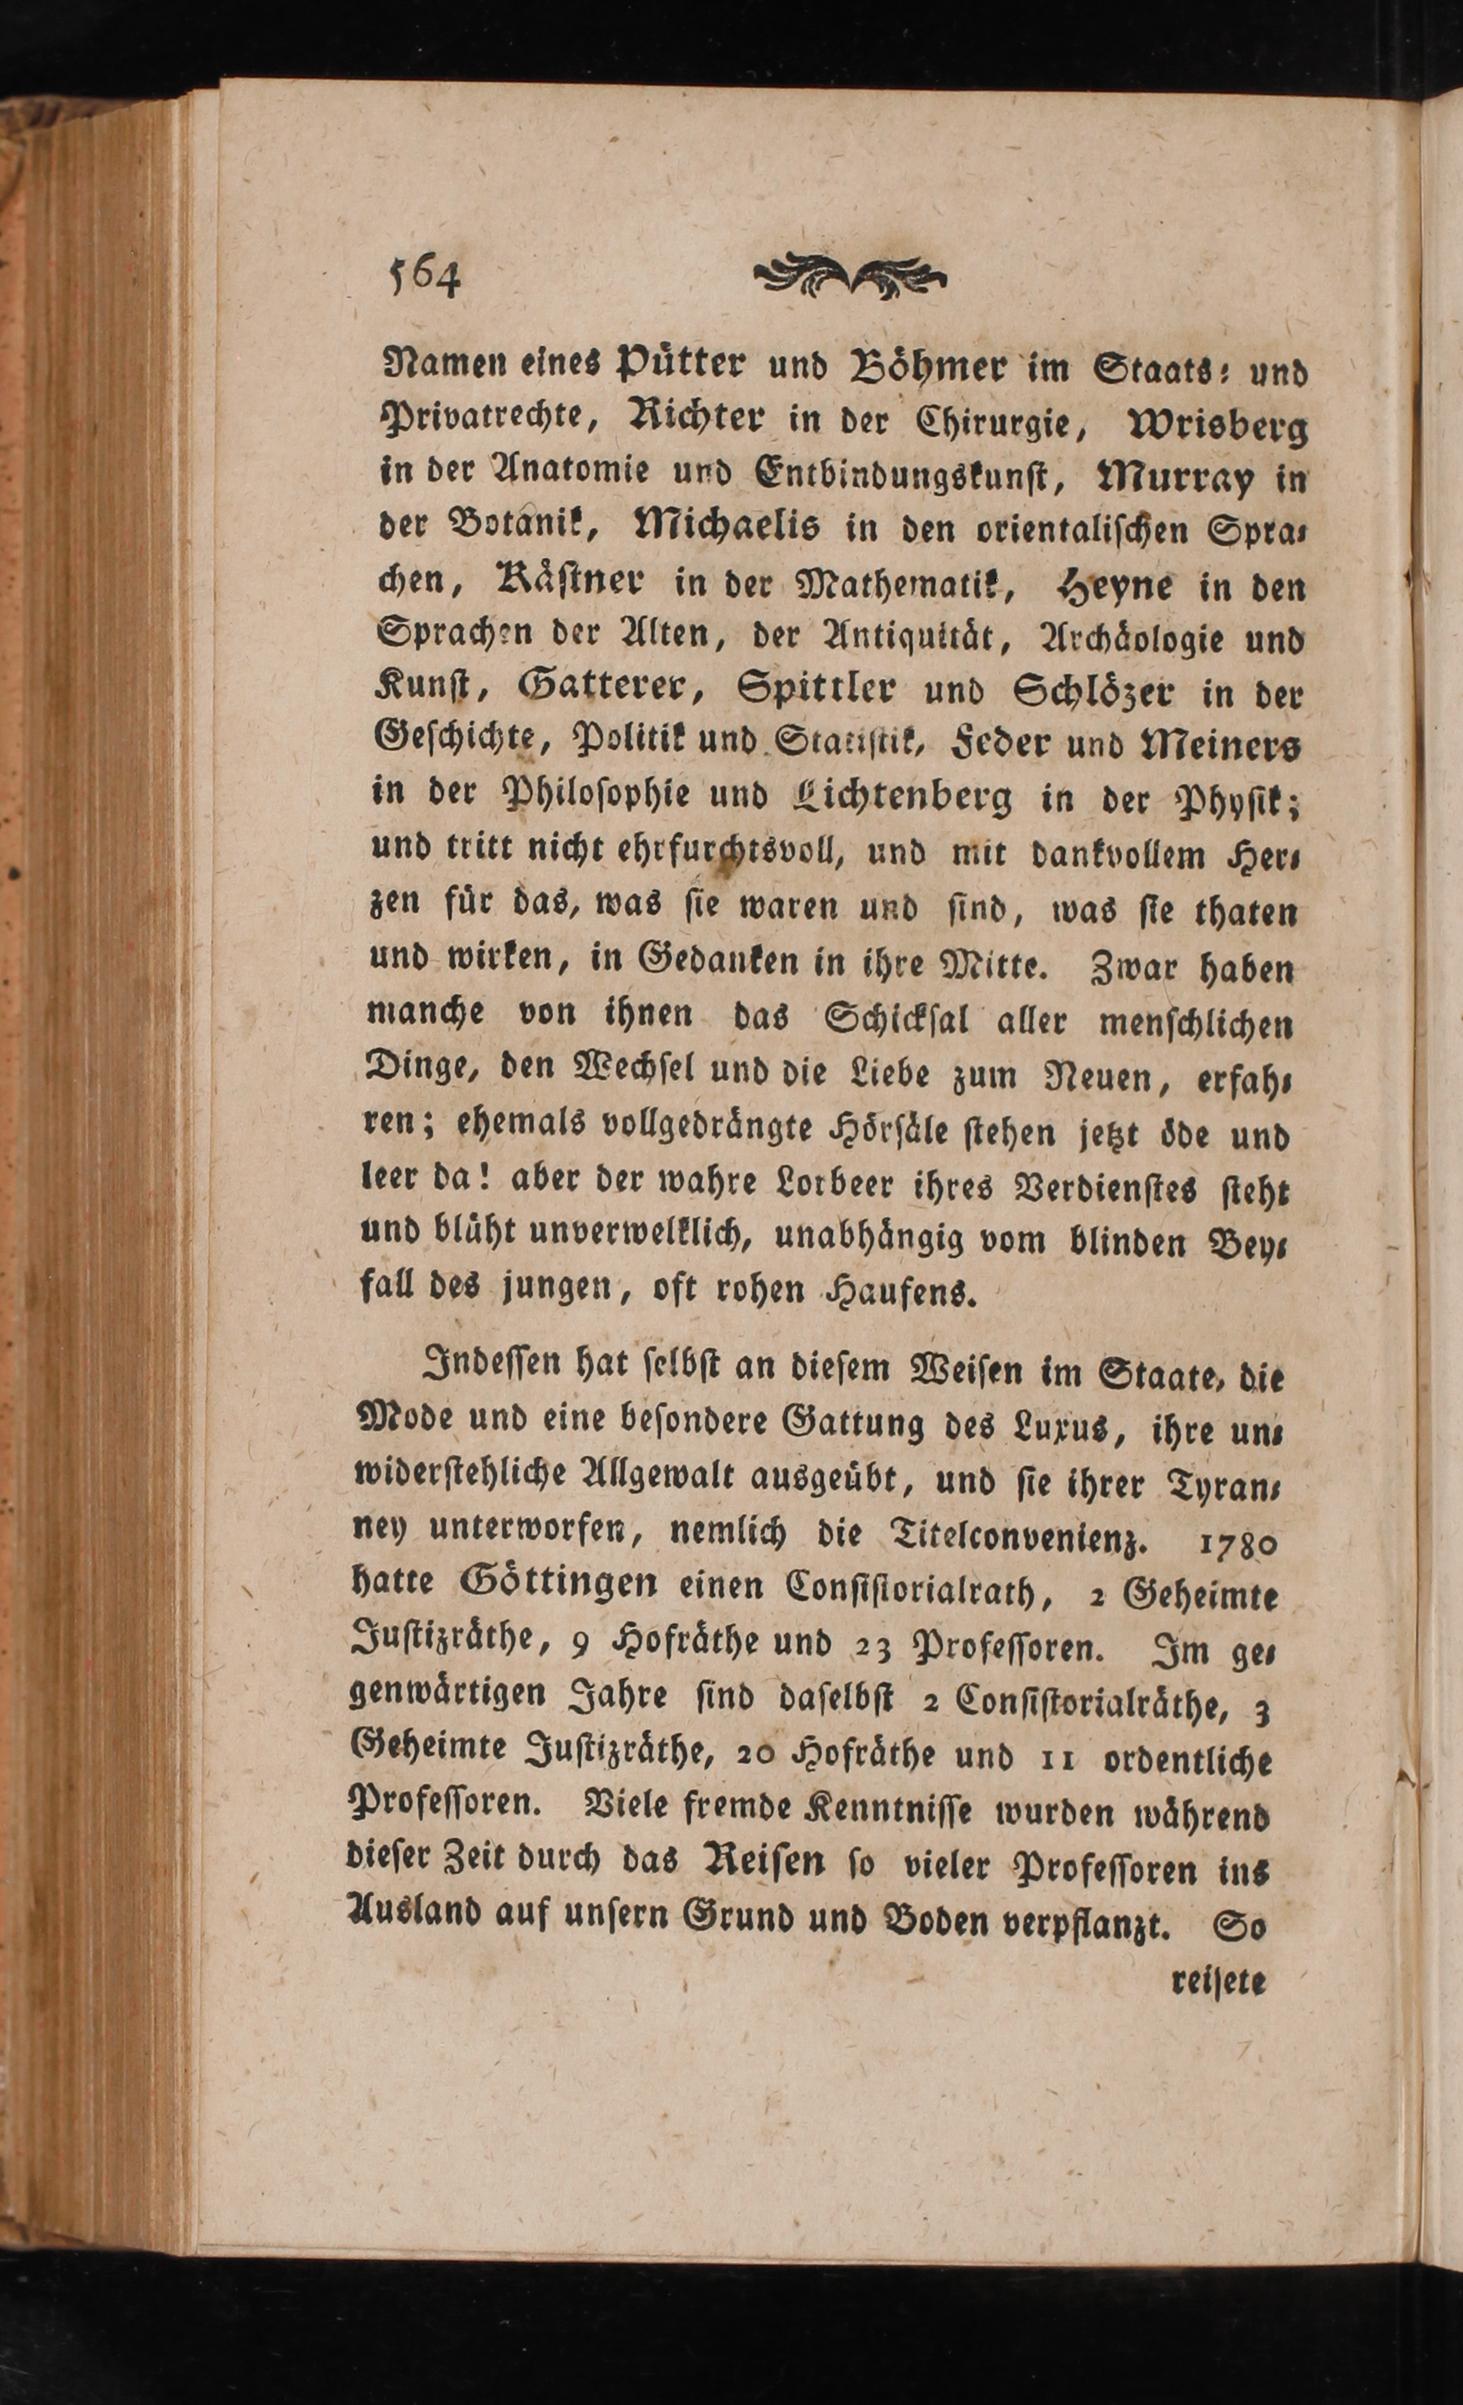 564
Namen eines Pütter und Böhmer im Staats⸗ und
Privatrechte, Richter in der Chirurgie, Wrisberg
in der Anatomie und Entbindungskunſt, Murray in
der Botanik, Michaelis in den orientaliſchen Spra⸗
chen, Käſtner in der Mathematik, Heyne in den
Sprachen der Alten, der Antiquität, Archäologie und
Kunſt, Gatterer, Spittler und Schlözer in der
Geſchichte, Politik und Statiſtik, Feder und Meiners
in der Philoſophie und Lichtenberg in der Phyſik;
und tritt nicht ehrfurchtsvoll, und mit dankvollem Her⸗
zen für das, was ſie waren und ſind, was ſie thaten
und wirken, in Gedanken in ihre Mitte. Zwar haben
manche von ihnen das Schickſal aller menſchlichen
Dinge, den Wechſel und die Liebe zum Neuen, erfah⸗
ren; ehemals vollgedrängte Hörſäle ſtehen jetzt öde und
leer da! aber der wahre Lorbeer ihres Verdienſtes ſteht
und blüht unverwelklich, unabhängig vom blinden Bey⸗
fall des jungen, oft rohen Haufens.
Indeſſen hat ſelbſt an dieſem Weiſen im Staate, die
Mode und eine beſondere Gattung des Luxus, ihre un⸗
widerſtehliche Allgewalt ausgeübt, und ſie ihrer Tyran⸗
ney unterworfen, nemlich die Titelconvenienz. 1780
hatte Göttingen einen Conſiſtorialrath, 2 Geheimte
Juſtizräthe, 9 Hofräthe und 23 Profeſſoren. Im ge⸗
genwärtigen Jahre ſind daſelbſt 2 Conſiſtorialräthe, 3
Geheimte Juſtizräthe, 20 Hofräthe und 11 ordentliche
Profeſſoren. Viele fremde Kenntniſſe wurden während
dieſer Zeit durch das Reiſen ſo vieler Profeſſoren ins
Ausland auf unſern Grund und Boden verpflanzt. So
reiſete